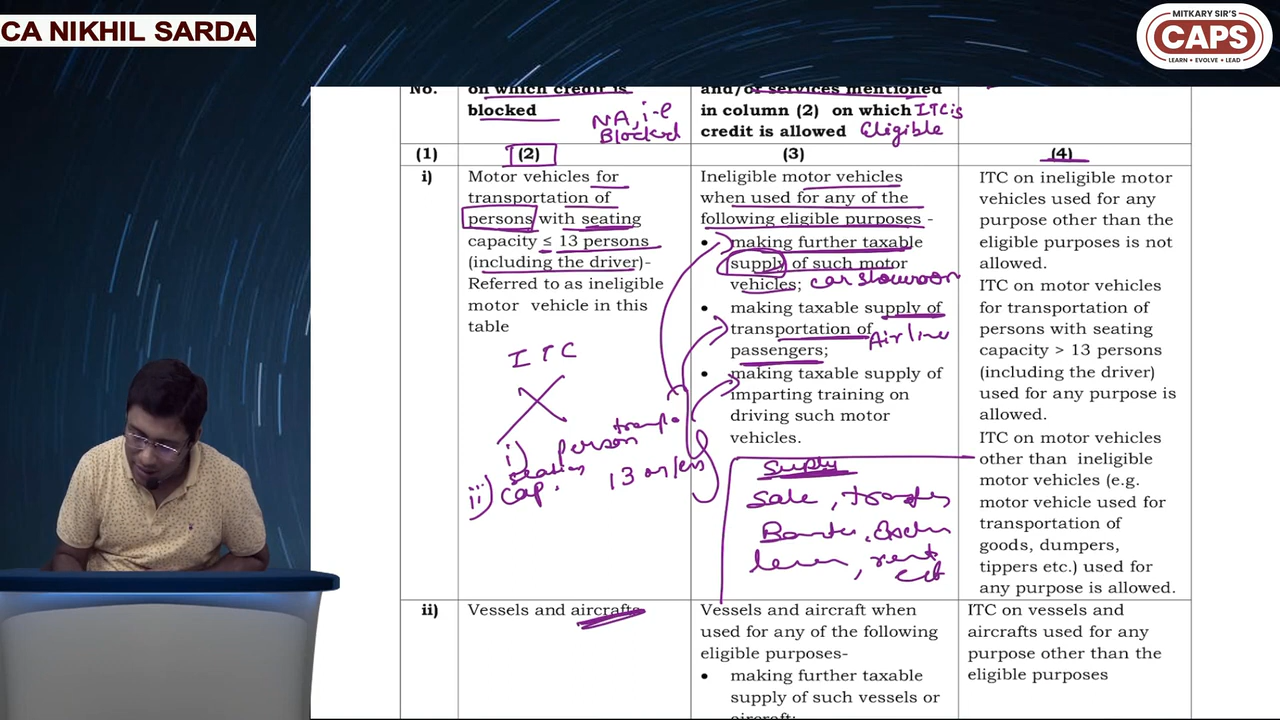 CA NIKHIL SARDA
MITKARY SIR'S
CAPS
LEARN • EVOLVE • LEAD
No.
on which credit is
blocked
NA, i-e
Blocked
and/or services mentioned
in column (2) on which
credit is allowed
ITC is
Eligible
(1)
(2)
(3)
(4)
i)
Motor vehicles for
transportation of
persons with seating
capacity ≤ 13 persons
(including the driver)-
Referred to as ineligible
motor vehicle in this
table
ITC
i) person
seating
ii) cap. 13 or less
Ineligible motor vehicles
when used for any of the
following eligible purposes -
• making further taxable
supply of such motor
vehicles;
car showroom
• making taxable supply of
transportation of
passengers;
Airline
• making taxable supply of
imparting training on
driving such motor
vehicles.
Supply
Sale, transfer
Barter,
rent
ITC on ineligible motor
vehicles used for any
purpose other than the
eligible purposes is not
allowed.
ITC on motor vehicles
for transportation of
persons with seating
capacity > 13 persons
(including the driver)
used for any purpose is
allowed.
ITC on motor vehicles
other than ineligible
motor vehicles (e.g.
motor vehicle used for
transportation of
goods, dumpers,
tippers etc.) used for
any purpose is allowed.
ii)
Vessels and aircrafts
Vessels and aircraft when
used for any of the following
eligible purposes-
• making further taxable
supply of such vessels or
aircraft;
ITC on vessels and
aircrafts used for any
purpose other than the
eligible purposes